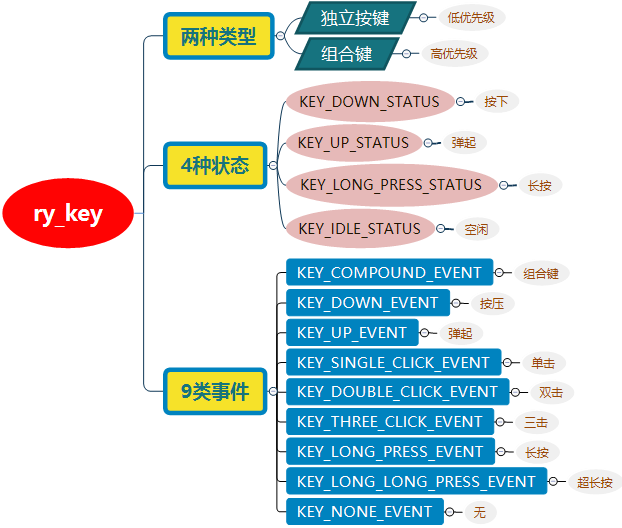 ry_key
两种类型
独立按键
低优先级
组合键
高优先级
4种状态
KEY_DOWN_STATUS
按下
KEY_UP_STATUS
弹起
KEY_LONG_PRESS_STATUS
长按
KEY_IDLE_STATUS
空闲
9类事件
KEY_COMPOUND_EVENT
组合键
KEY_DOWN_EVENT
按压
KEY_UP_EVENT
弹起
KEY_SINGLE_CLICK_EVENT
单击
KEY_DOUBLE_CLICK_EVENT
双击
KEY_THREE_CLICK_EVENT
三击
KEY_LONG_PRESS_EVENT
长按
KEY_LONG_LONG_PRESS_EVENT
超长按
KEY_NONE_EVENT
无